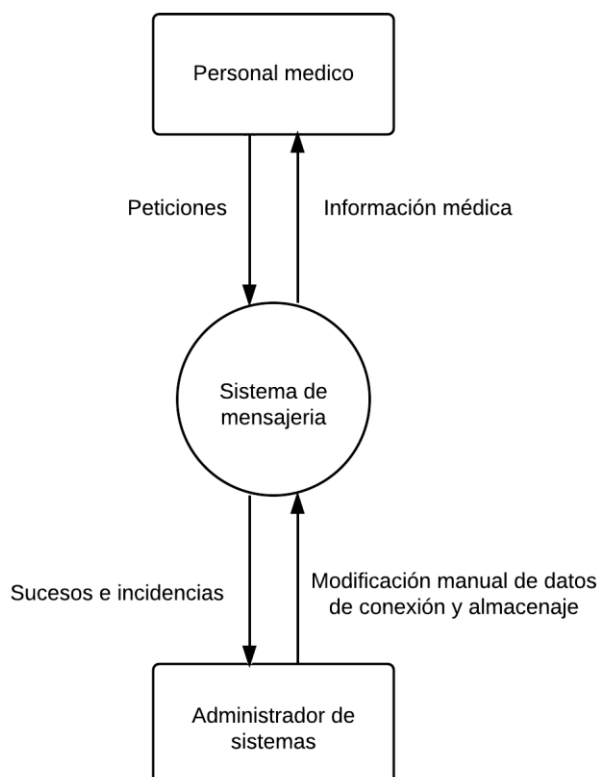 Personal medico
Peticiones
Información médica
Sistema de
mensajeria
Sucesos e incidencias
Modificación manual de datos
de conexión y almacenaje
Administrador de
sistemas